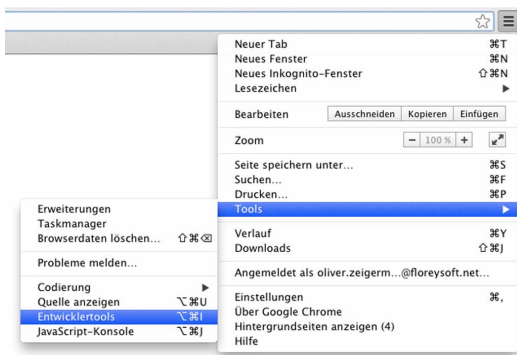 Neuer Tab ⌘T
Neues Fenster ⌘N
Neues Inkognito-Fenster ⇧⌘N
Lesezeichen ▶
Bearbeiten Ausschneiden Kopieren Einfügen
Zoom − 100 % +
Seite speichern unter... ⌘S
Suchen... ⌘F
Drucken... ⌘P
Tools ▶
Verlauf ⌘Y
Downloads ⇧⌘J
Angemeldet als oliver.zeigerm...@floreysoft.net...
Einstellungen ⌘,
Über Google Chrome
Hintergrundseiten anzeigen (4)
Hilfe
Erweiterungen
Taskmanager
Browserdaten löschen... ⇧⌘⌫
Probleme melden...
Codierung ▶
Quelle anzeigen ⌥⌘U
Entwicklertools ⌥⌘I
JavaScript-Konsole ⌥⌘J